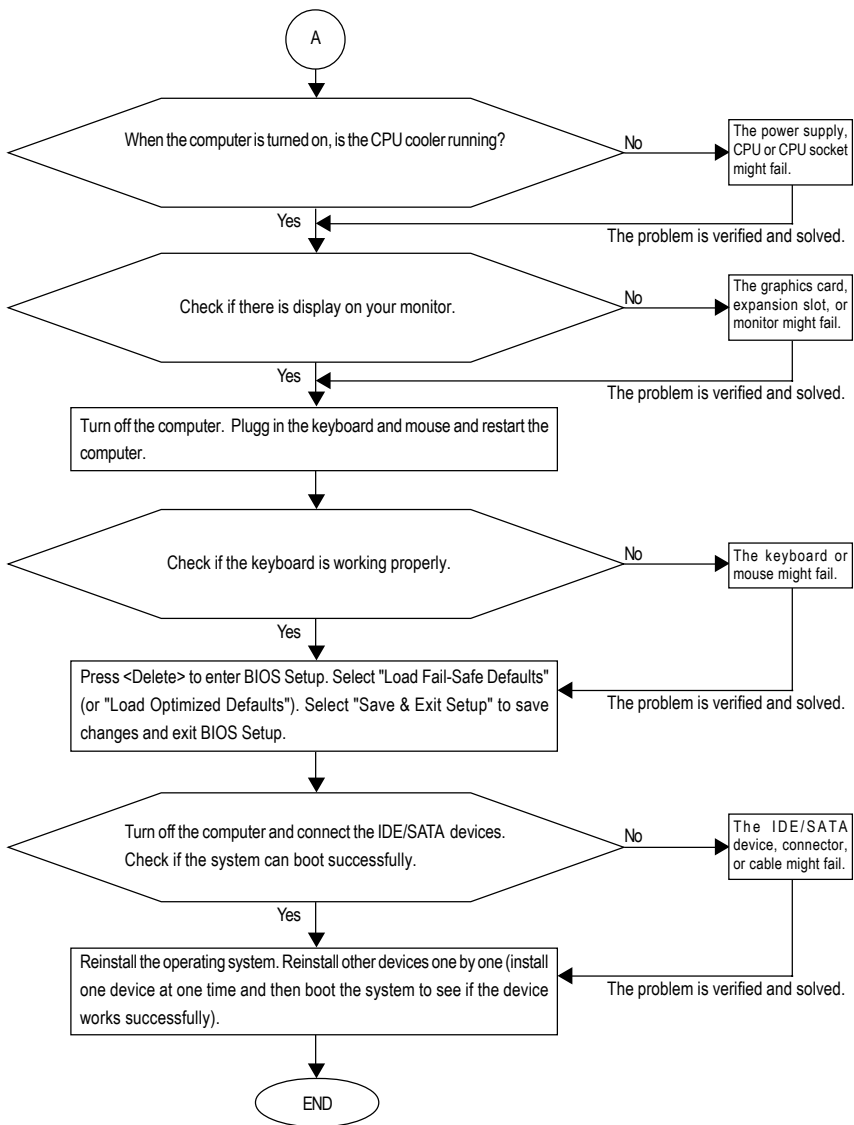 A
When the computer is turned on, is the CPU cooler running?
No
The power supply,
CPU or CPU socket
might fail.
Yes
The problem is verified and solved.
Check if there is display on your monitor.
No
The graphics card,
expansion slot, or
monitor might fail.
Yes
The problem is verified and solved.
Turn off the computer. Plugg in the keyboard and mouse and restart the
computer.
Check if the keyboard is working properly.
No
The keyboard or
mouse might fail.
Yes
Press <Delete> to enter BIOS Setup. Select "Load Fail-Safe Defaults"
(or "Load Optimized Defaults"). Select "Save & Exit Setup" to save
changes and exit BIOS Setup.
The problem is verified and solved.
Turn off the computer and connect the IDE/SATA devices.
Check if the system can boot successfully.
No
The IDE/SATA
device, connector,
or cable might fail.
Yes
Reinstall the operating system. Reinstall other devices one by one (install
one device at one time and then boot the system to see if the device
works successfully).
The problem is verified and solved.
END